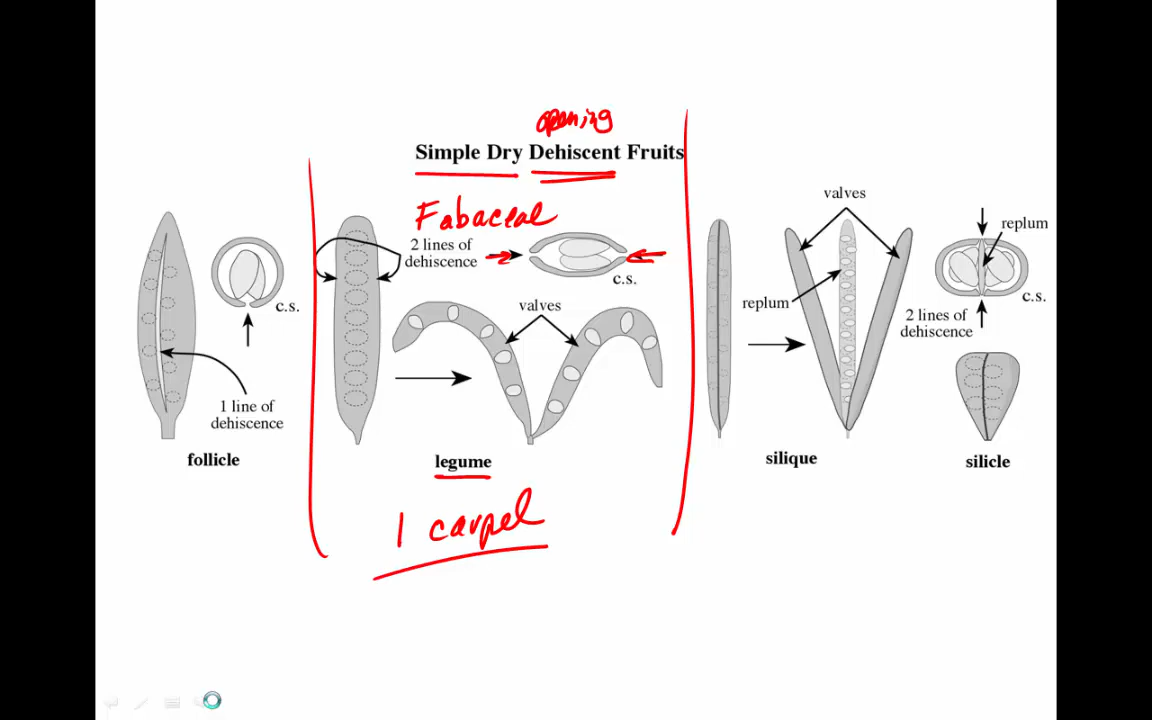 opening
Simple Dry Dehiscent Fruits
Fabaceae
valves
replum
2 lines of
dehiscence
c.s.
c.s.
valves
replum
2 lines of
dehiscence
c.s.
1 line of
dehiscence
follicle
legume
silique
silicle
1 carpel